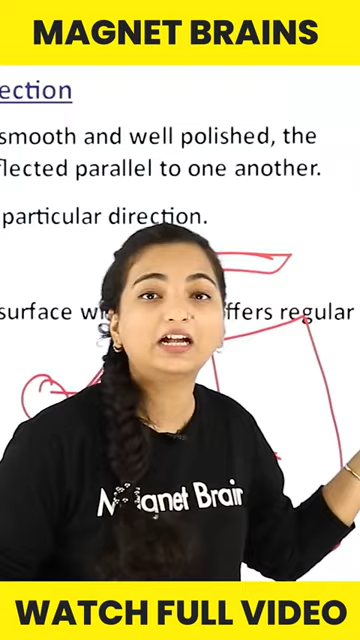 MAGNET BRAINS
ection
smooth and well polished, the
flected parallel to one another.
particular direction.
surface w ffers regular
Magnet Brain
WATCH FULL VIDEO